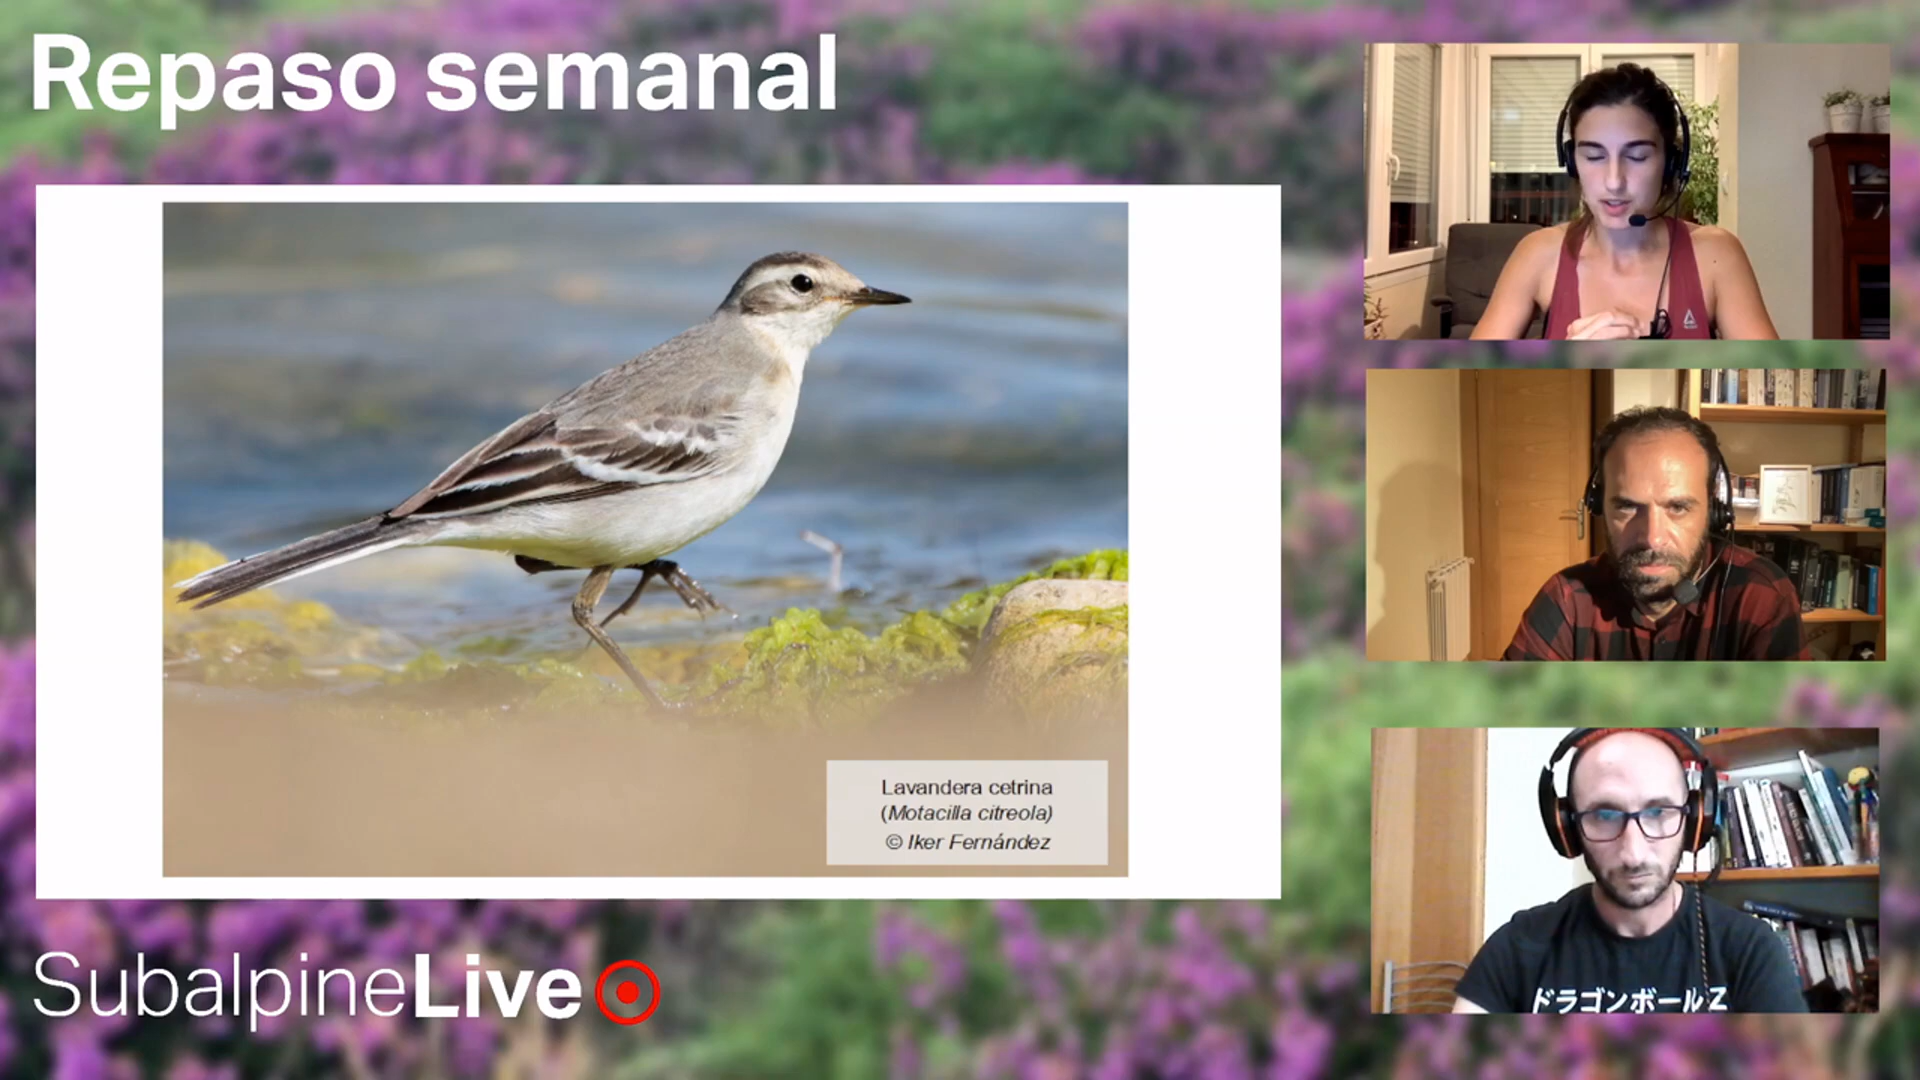 Repaso semanal
Lavandera cetrina
(Motacilla citreola)
© Iker Fernández
SubalpineLive
ドラゴンボールZ